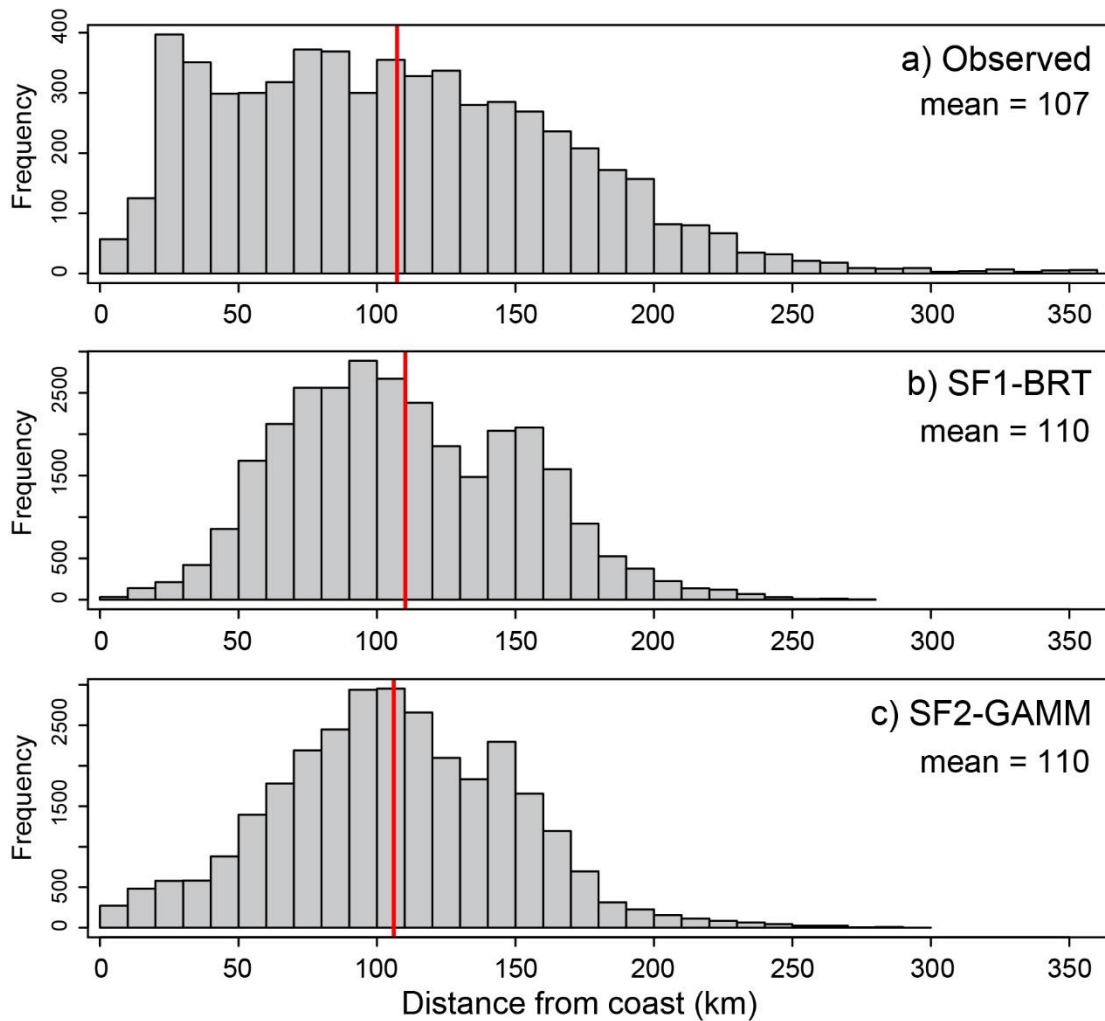 a) Observed
mean = 107
Frequency
0 100 200 300 400
0 50 100 150 200 250 300 350
b) SF1-BRT
mean = 110
Frequency
0 500 1500 2500
0 50 100 150 200 250 300 350
c) SF2-GAMM
mean = 110
Frequency
0 500 1500 2500
0 50 100 150 200 250 300 350
Distance from coast (km)